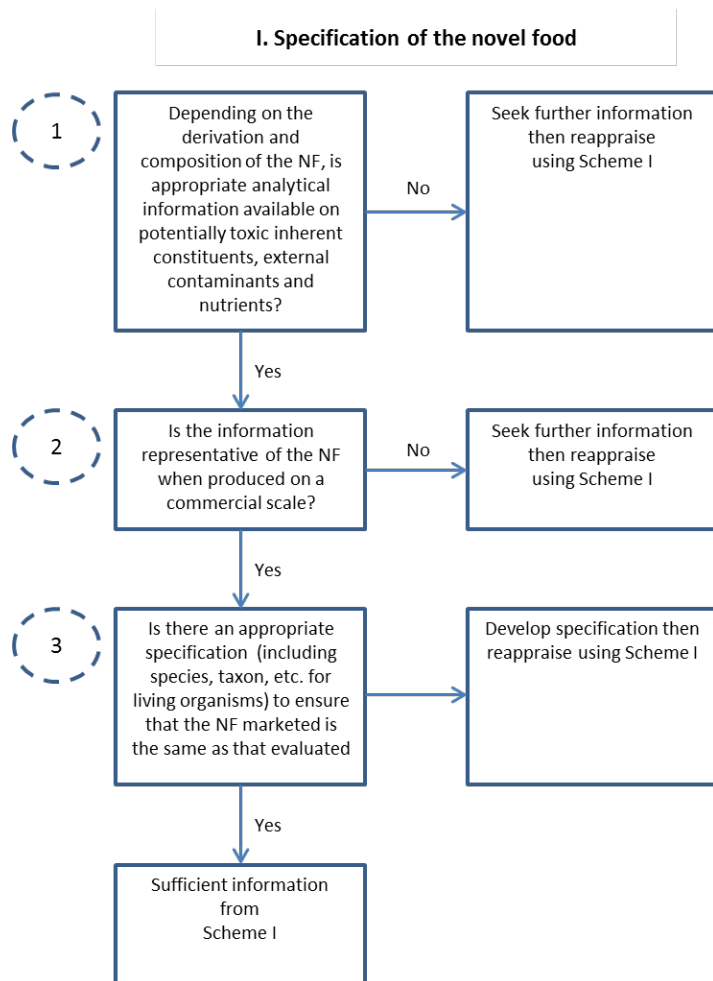 I. Specification of the novel food
1
Depending on the
derivation and
composition of the NF, is
appropriate analytical
information available on
potentially toxic inherent
constituents, external
contaminants and
nutrients?
No
Seek further information
then reappraise
using Scheme I
Yes
2
Is the information
representative of the NF
when produced on a
commercial scale?
No
Seek further information
then reappraise
using Scheme I
Yes
3
Is there an appropriate
specification (including
species, taxon, etc. for
living organisms) to ensure
that the NF marketed is
the same as that evaluated
Develop specification then
reappraise using Scheme I
Yes
Sufficient information
from
Scheme I